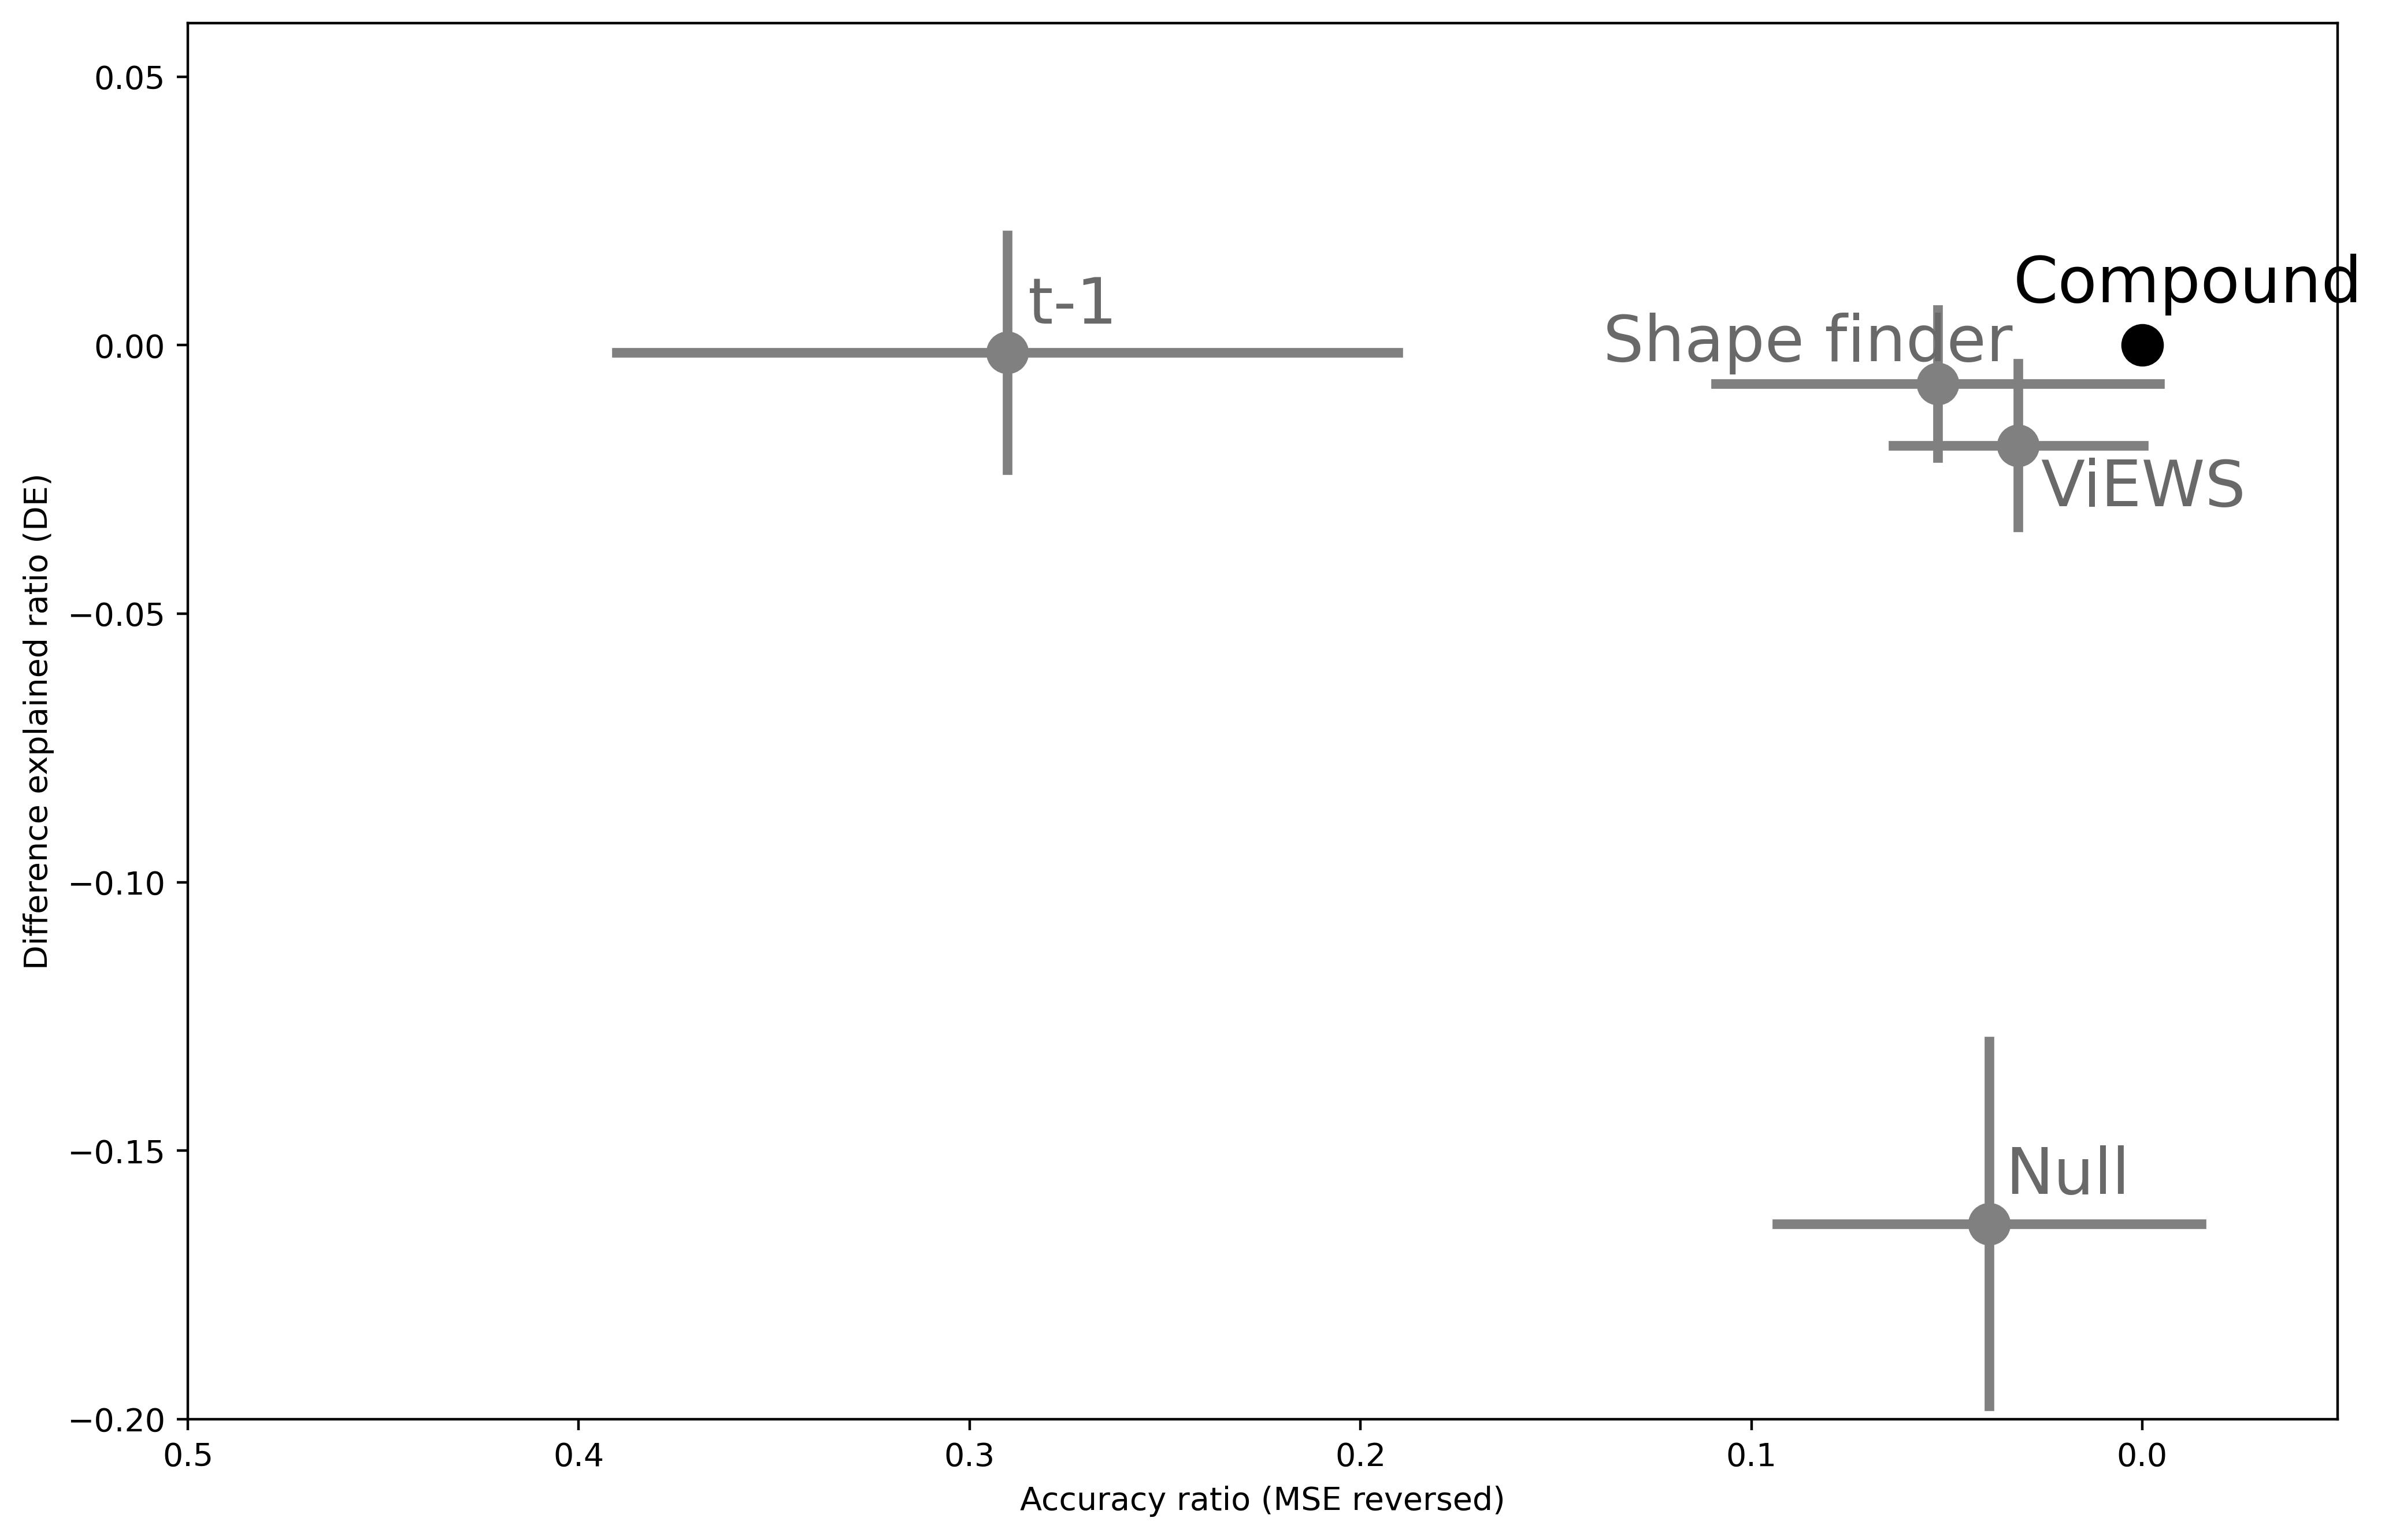 0.05
0.00
−0.05
−0.10
−0.15
−0.20
Difference explained ratio (DE)
t-1
Compound
Shape finder
ViEWS
Null
0.5 0.4 0.3 0.2 0.1 0.0
Accuracy ratio (MSE reversed)